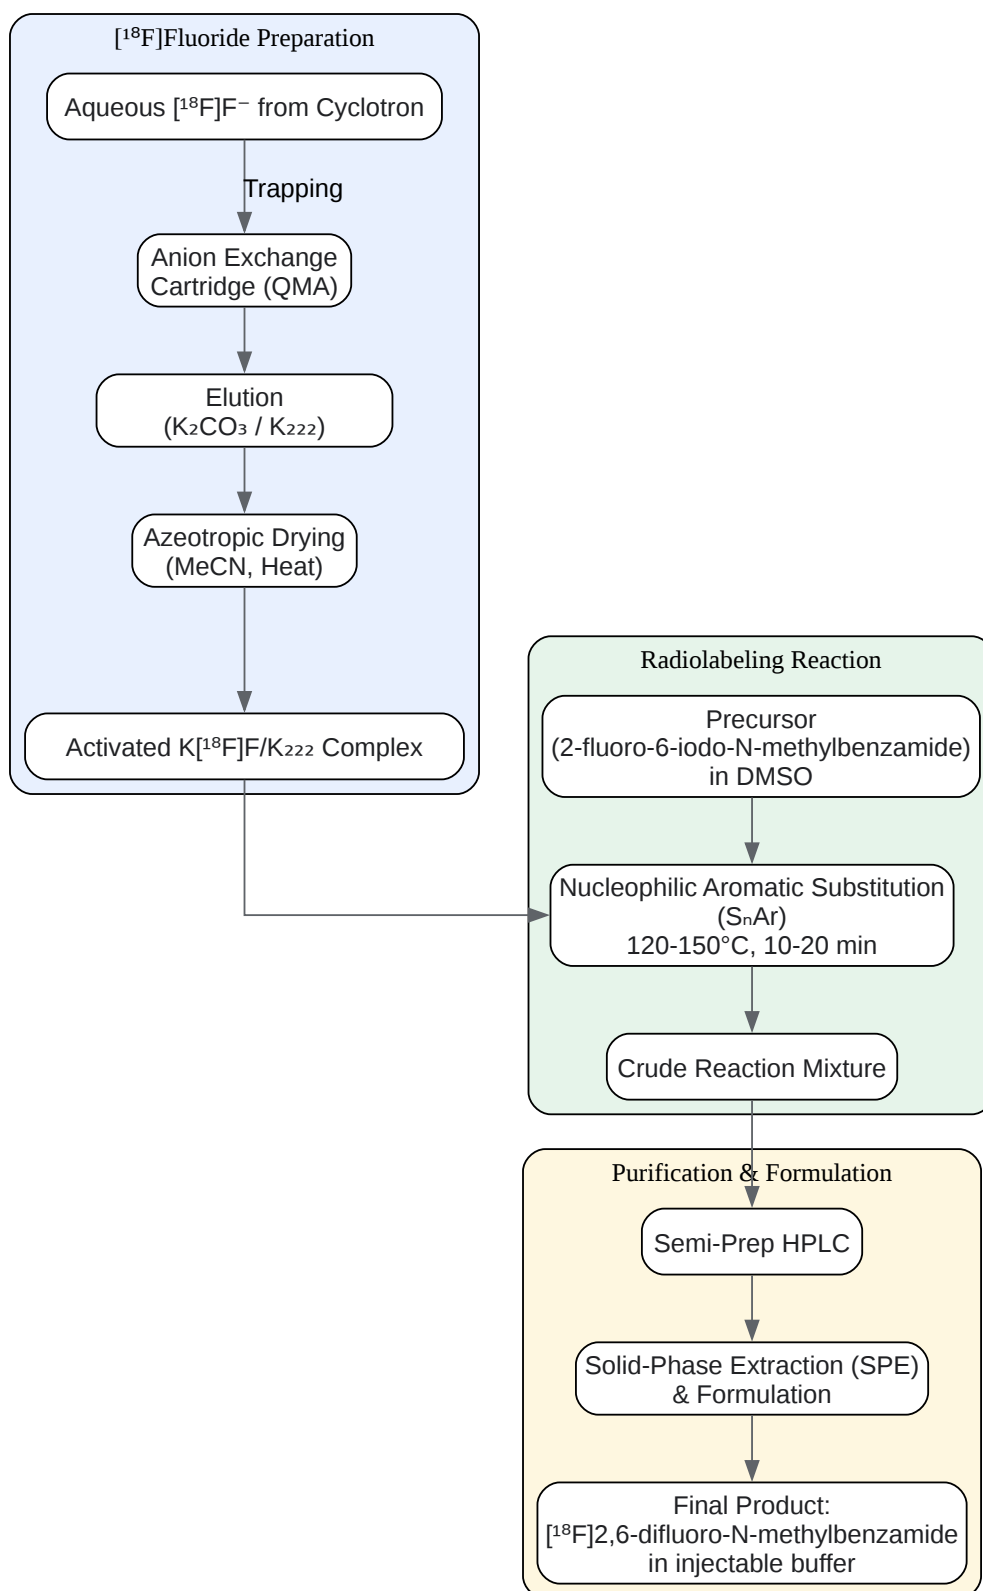 [¹⁸F]Fluoride Preparation
Aqueous [¹⁸F]F⁻ from Cyclotron
Trapping
Anion Exchange
Cartridge (QMA)
Elution
(K₂CO₃ / K₂₂₂)
Azeotropic Drying
(MeCN, Heat)
Activated K[¹⁸F]F/K₂₂₂ Complex
Radiolabeling Reaction
Precursor
(2-fluoro-6-iodo-N-methylbenzamide)
in DMSO
Nucleophilic Aromatic Substitution
(SₙAr)
120-150°C, 10-20 min
Crude Reaction Mixture
Purification & Formulation
Semi-Prep HPLC
Solid-Phase Extraction (SPE)
& Formulation
Final Product:
[¹⁸F]2,6-difluoro-N-methylbenzamide
in injectable buffer